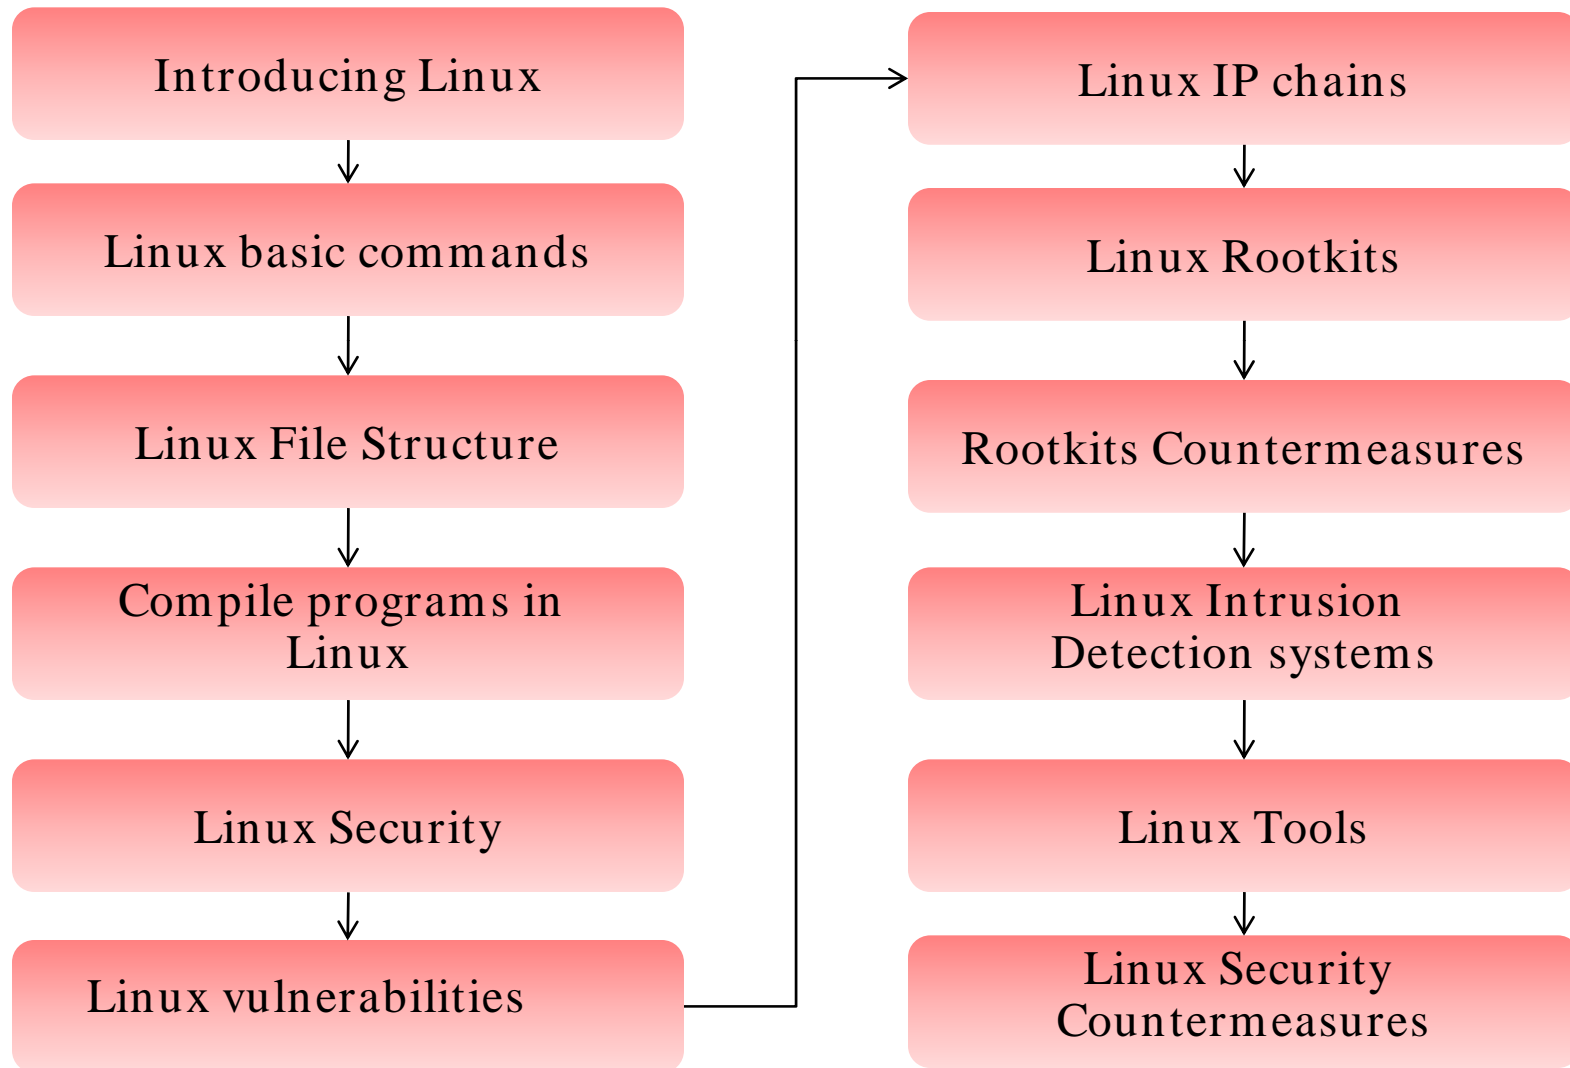 Introducing Linux
Linux basic commands
Linux File Structure
Compile programs in
Linux
Linux Security
Linux vulnerabilities
Linux IP chains
Linux Rootkits
Rootkits Countermeasures
Linux Intrusion
Detection systems
Linux Tools
Linux Security
Countermeasures